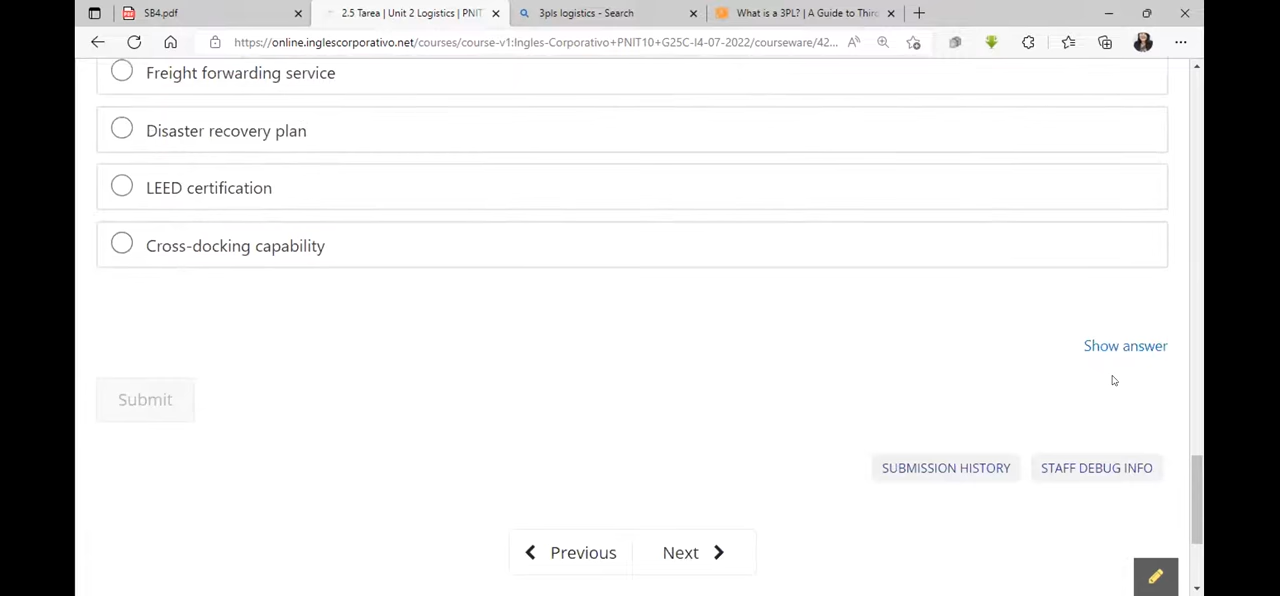 SB4.pdf
2.5 Tarea | Unit 2 Logistics | PNIT
3pls logistics - Search
What is a 3PL? | A Guide to Thirc
https://online.inglescorporativo.net/courses/course-v1:Ingles-Corporativo+PNIT10+G25C-I4-07-2022/courseware/42...
Freight forwarding service
Disaster recovery plan
LEED certification
Cross-docking capability
Show answer
Submit
SUBMISSION HISTORY
STAFF DEBUG INFO
Previous
Next